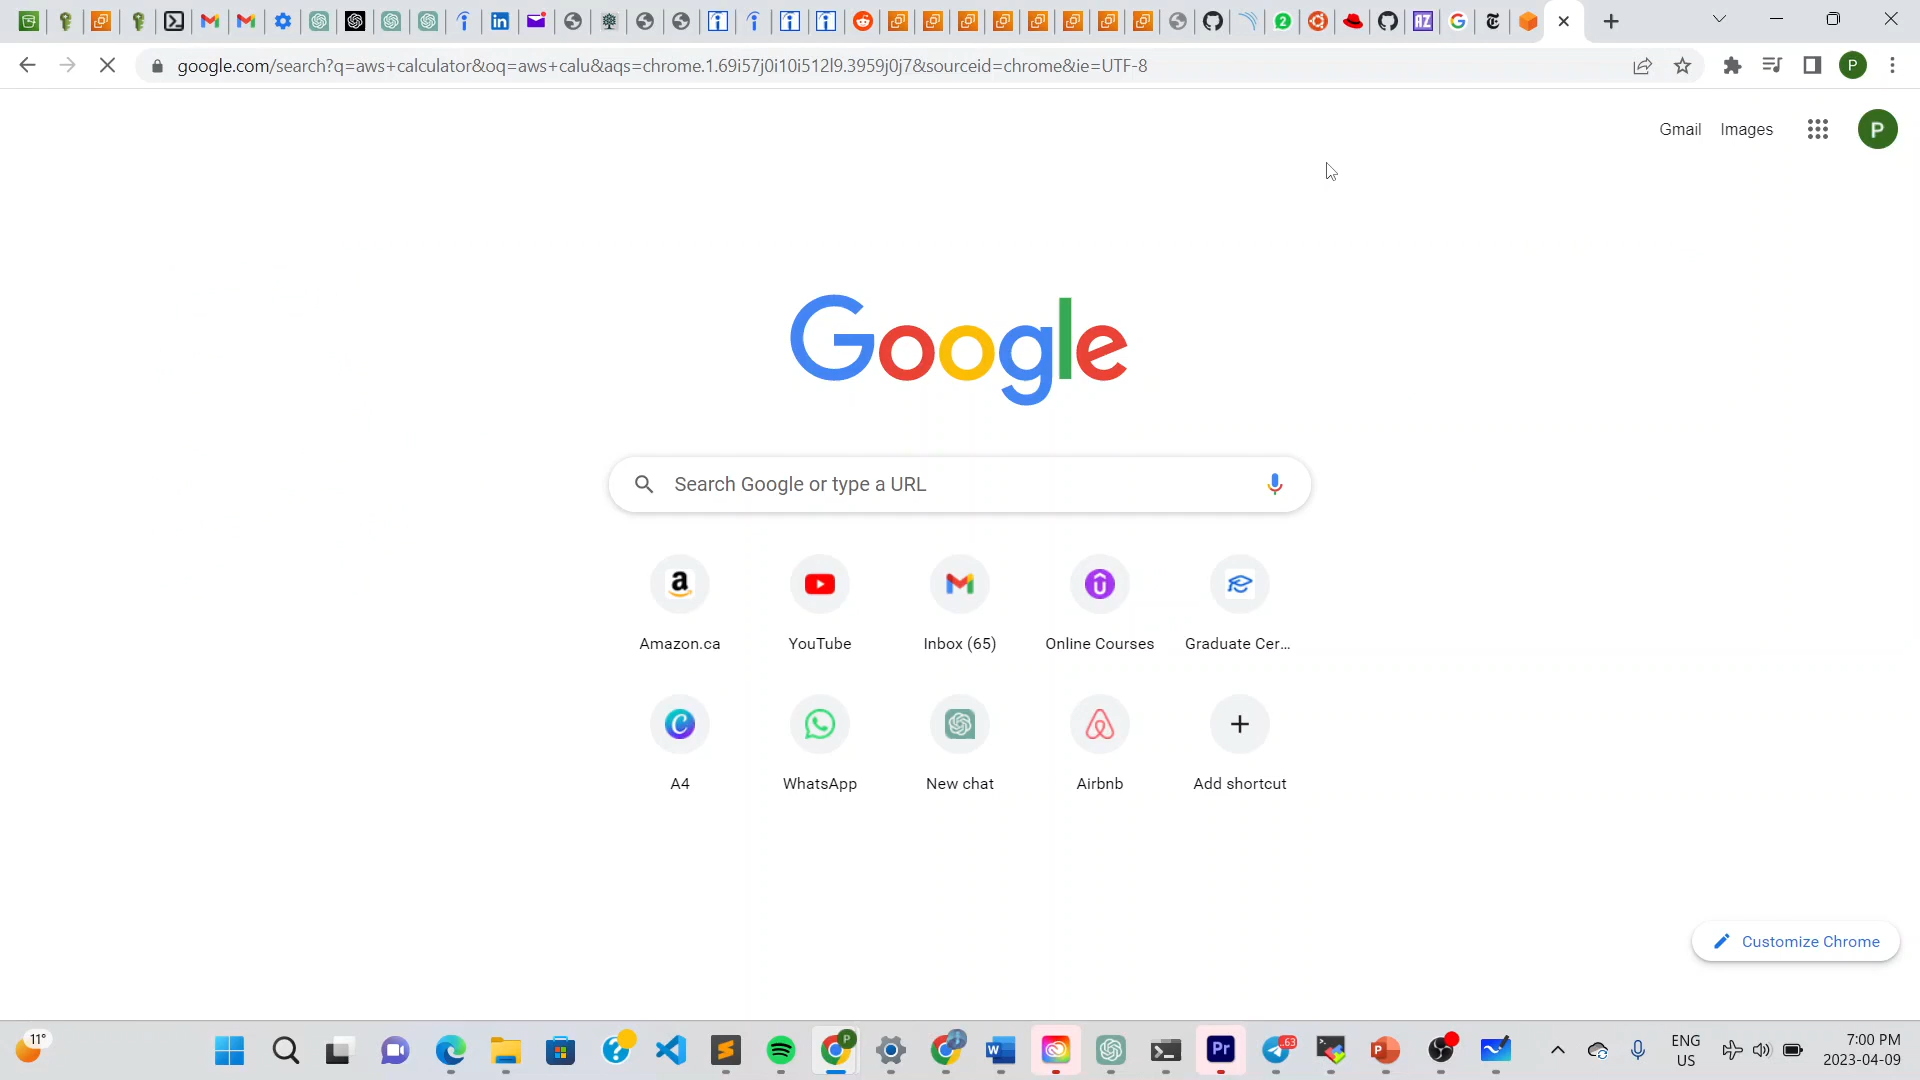 google.com/search?q=aws+calculator&oq=aws+calu&aqs=chrome.1.69i57j0i10i512l9.3959j0j7&sourceid=chrome&ie=UTF-8
P
Gmail Images
P
Google
Search Google or type a URL
Amazon.ca YouTube Inbox (65) Online Courses Graduate Cer...
A4 WhatsApp New chat Airbnb Add shortcut
Customize Chrome
11°
63
ENG
US
7:00 PM
2023-04-09